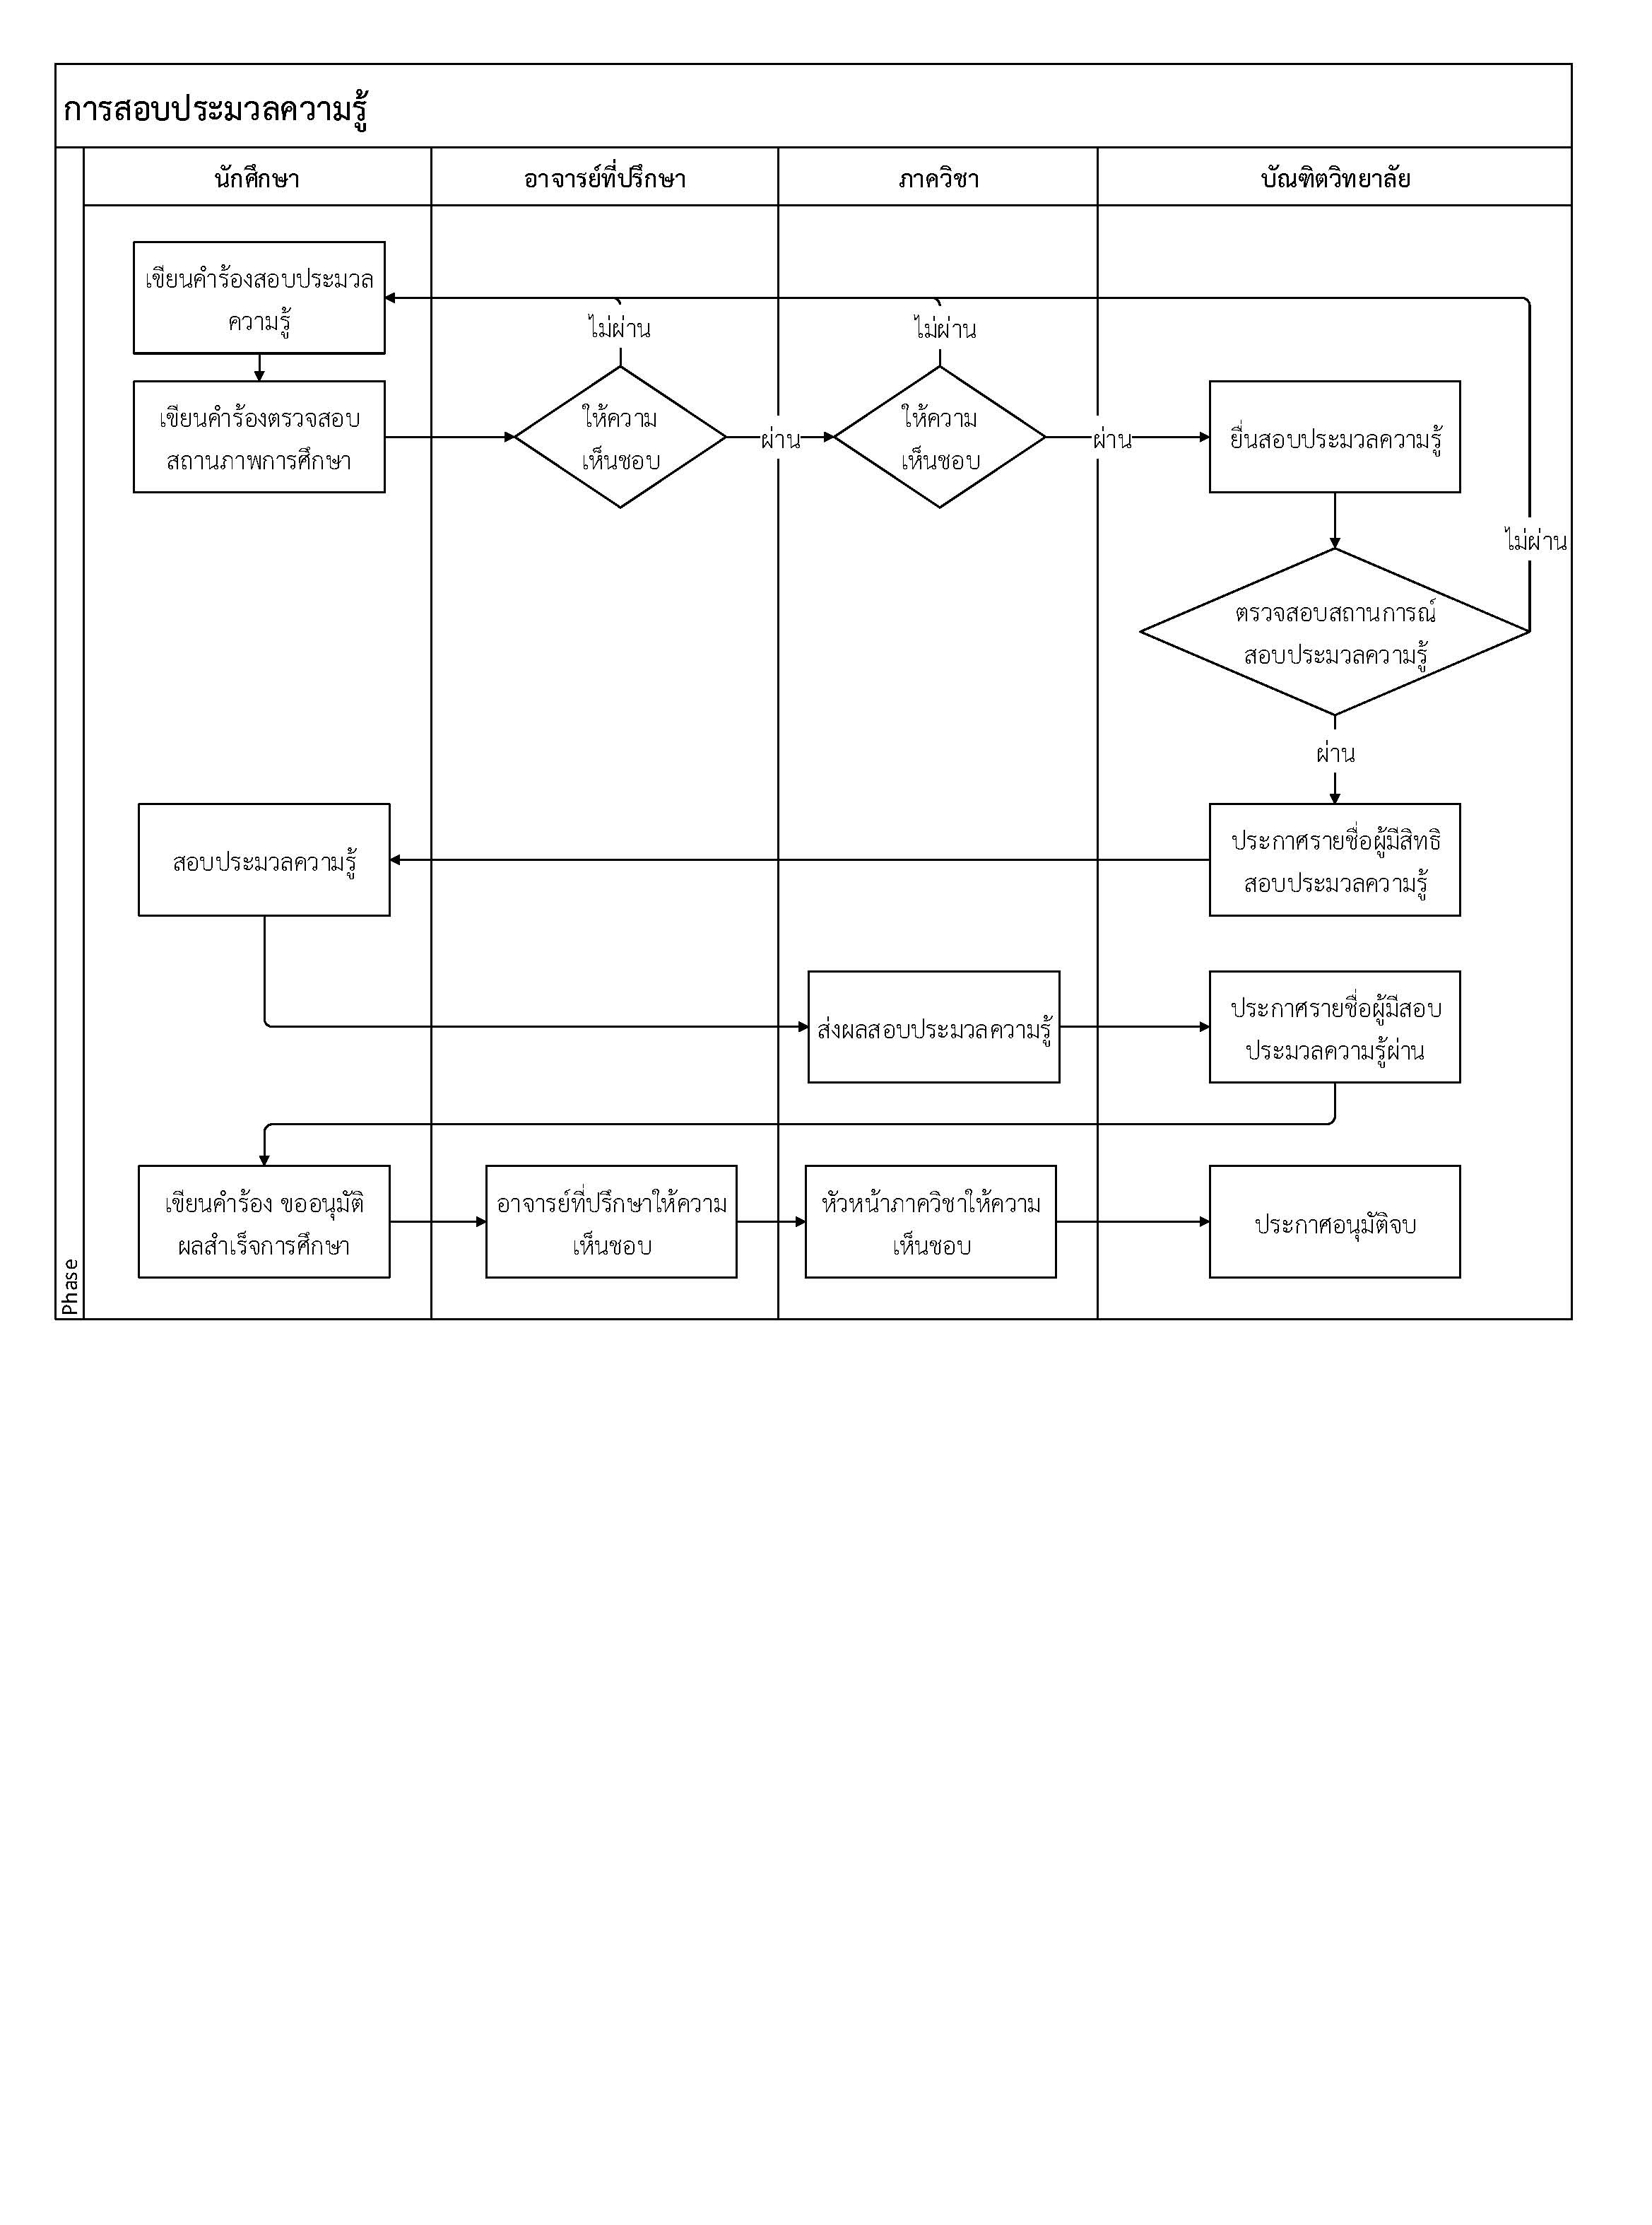 การสอบประมวลความรู้
นักศึกษา
อาจารย์ที่ปรึกษา
ภาควิชา
บัณฑิตวิทยาลัย
เขียนคำร้องสอบประมวล
ความรู้
ไม่ผ่าน
ไม่ผ่าน
เขียนคำร้องตรวจสอบ
สถานภาพการศึกษา
ให้ความ
เห็นชอบ
ผ่าน
ให้ความ
เห็นชอบ
ผ่าน
ยื่นสอบประมวลความรู้
ไม่ผ่าน
ตรวจสอบสถานการณ์
สอบประมวลความรู้
ผ่าน
สอบประมวลความรู้
ประกาศรายชื่อผู้มีสิทธิ
สอบประมวลความรู้
ส่งผลสอบประมวลความรู้
ประกาศรายชื่อผู้มีสอบ
ประมวลความรู้ผ่าน
เขียนคำร้อง ขออนุมัติ
ผลสำเร็จการศึกษา
อาจารย์ที่ปรึกษาให้ความ
เห็นชอบ
หัวหน้าภาควิชาให้ความ
เห็นชอบ
ประกาศอนุมัติจบ
Phase